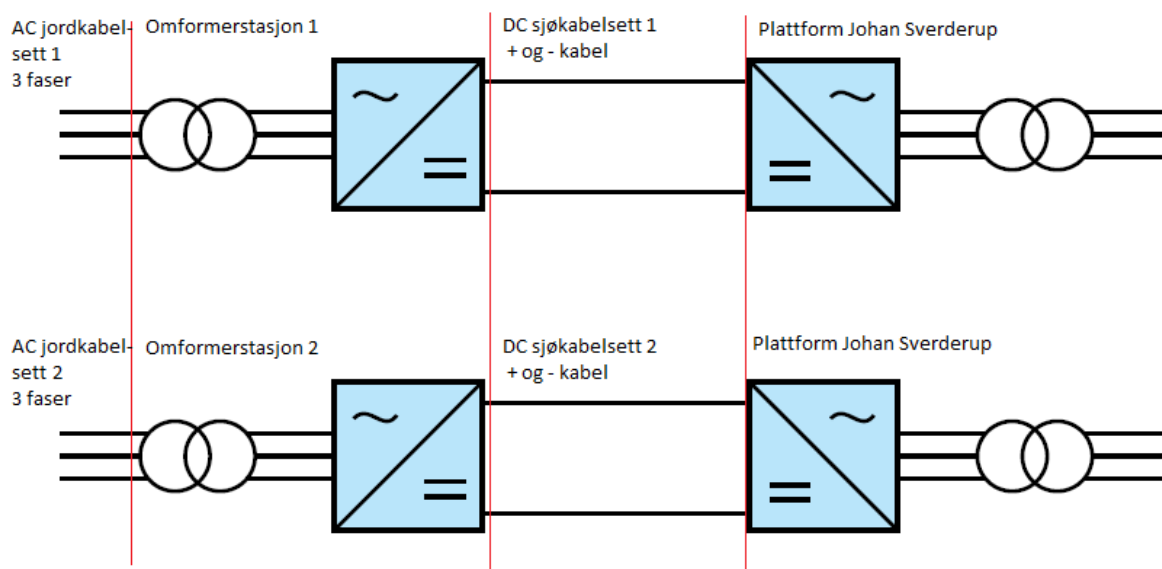 AC jordkabel-
sett 1
3 faser
Omformerstasjon 1
DC sjøkabelsett 1
+ og - kabel
Plattform Johan Sverderup
AC jordkabel-
sett 2
3 faser
Omformerstasjon 2
DC sjøkabelsett 2
+ og - kabel
Plattform Johan Sverderup